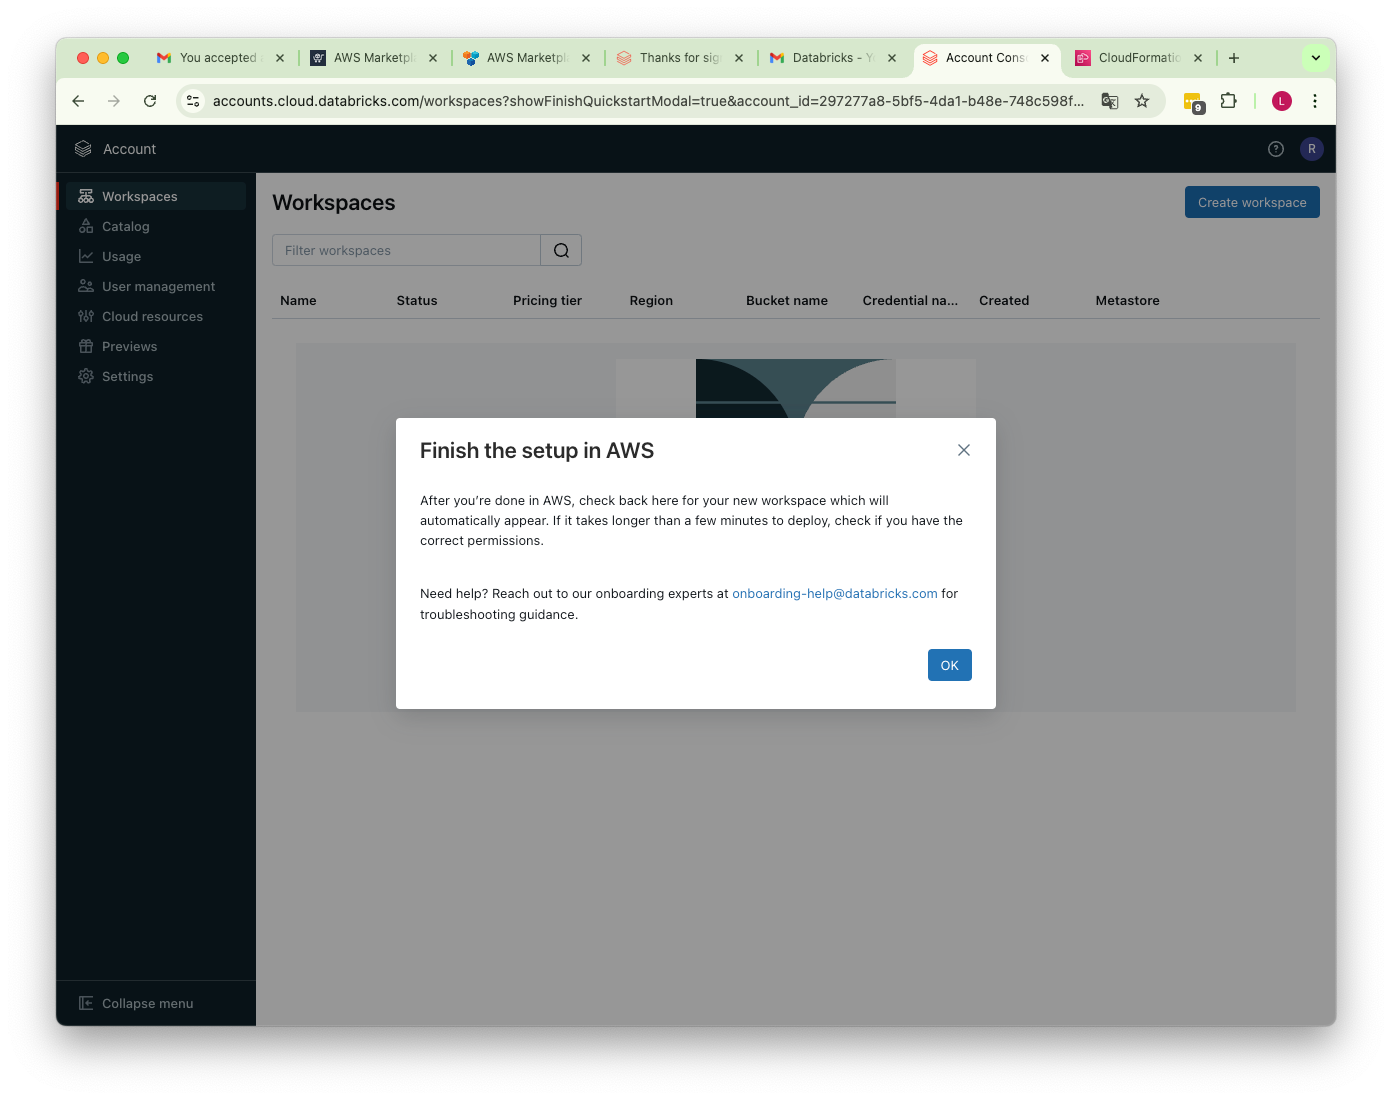 You accepted
AWS Marketpl
AWS Marketpl
Thanks for sig
Databricks - Y
Account Cons
CloudFormatio
accounts.cloud.databricks.com/workspaces?showFinishQuickstartModal=true&account_id=297277a8-5bf5-4da1-b48e-748c598f...
9
L
Account
R
Workspaces
Catalog
Usage
User management
Cloud resources
Previews
Settings
Collapse menu
Workspaces
Create workspace
Filter workspaces
Name Status Pricing tier Region Bucket name Credential na... Created Metastore
Finish the setup in AWS
After you're done in AWS, check back here for your new workspace which will
automatically appear. If it takes longer than a few minutes to deploy, check if you have the
correct permissions.
Need help? Reach out to our onboarding experts at onboarding-help@databricks.com for
troubleshooting guidance.
OK